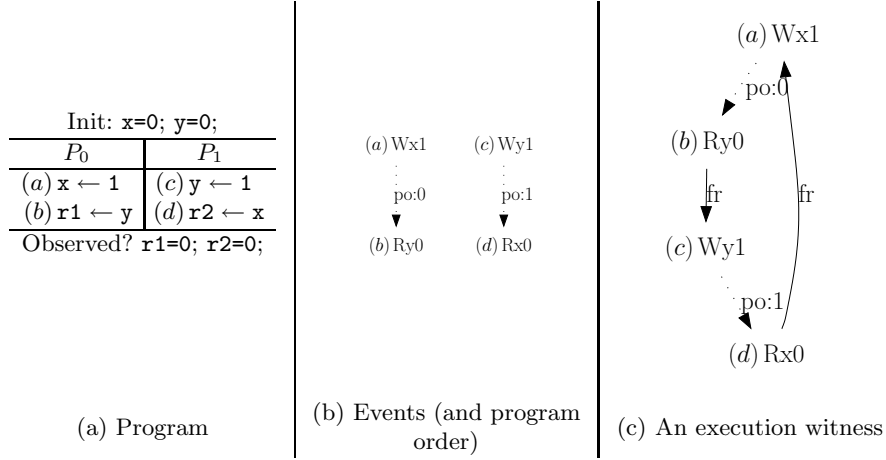 Init: x=0; y=0;
P0 P1
(a) x ← 1 (c) y ← 1
(b) r1 ← y (d) r2 ← x
Observed? r1=0; r2=0;
(a) Program
(a) Wx1 (c) Wy1
po:0 po:1
(b) Ry0 (d) Rx0
(b) Events (and program
order)
(a) Wx1
po:0
(b) Ry0
fr fr
(c) Wy1
po:1
(d) Rx0
(c) An execution witness